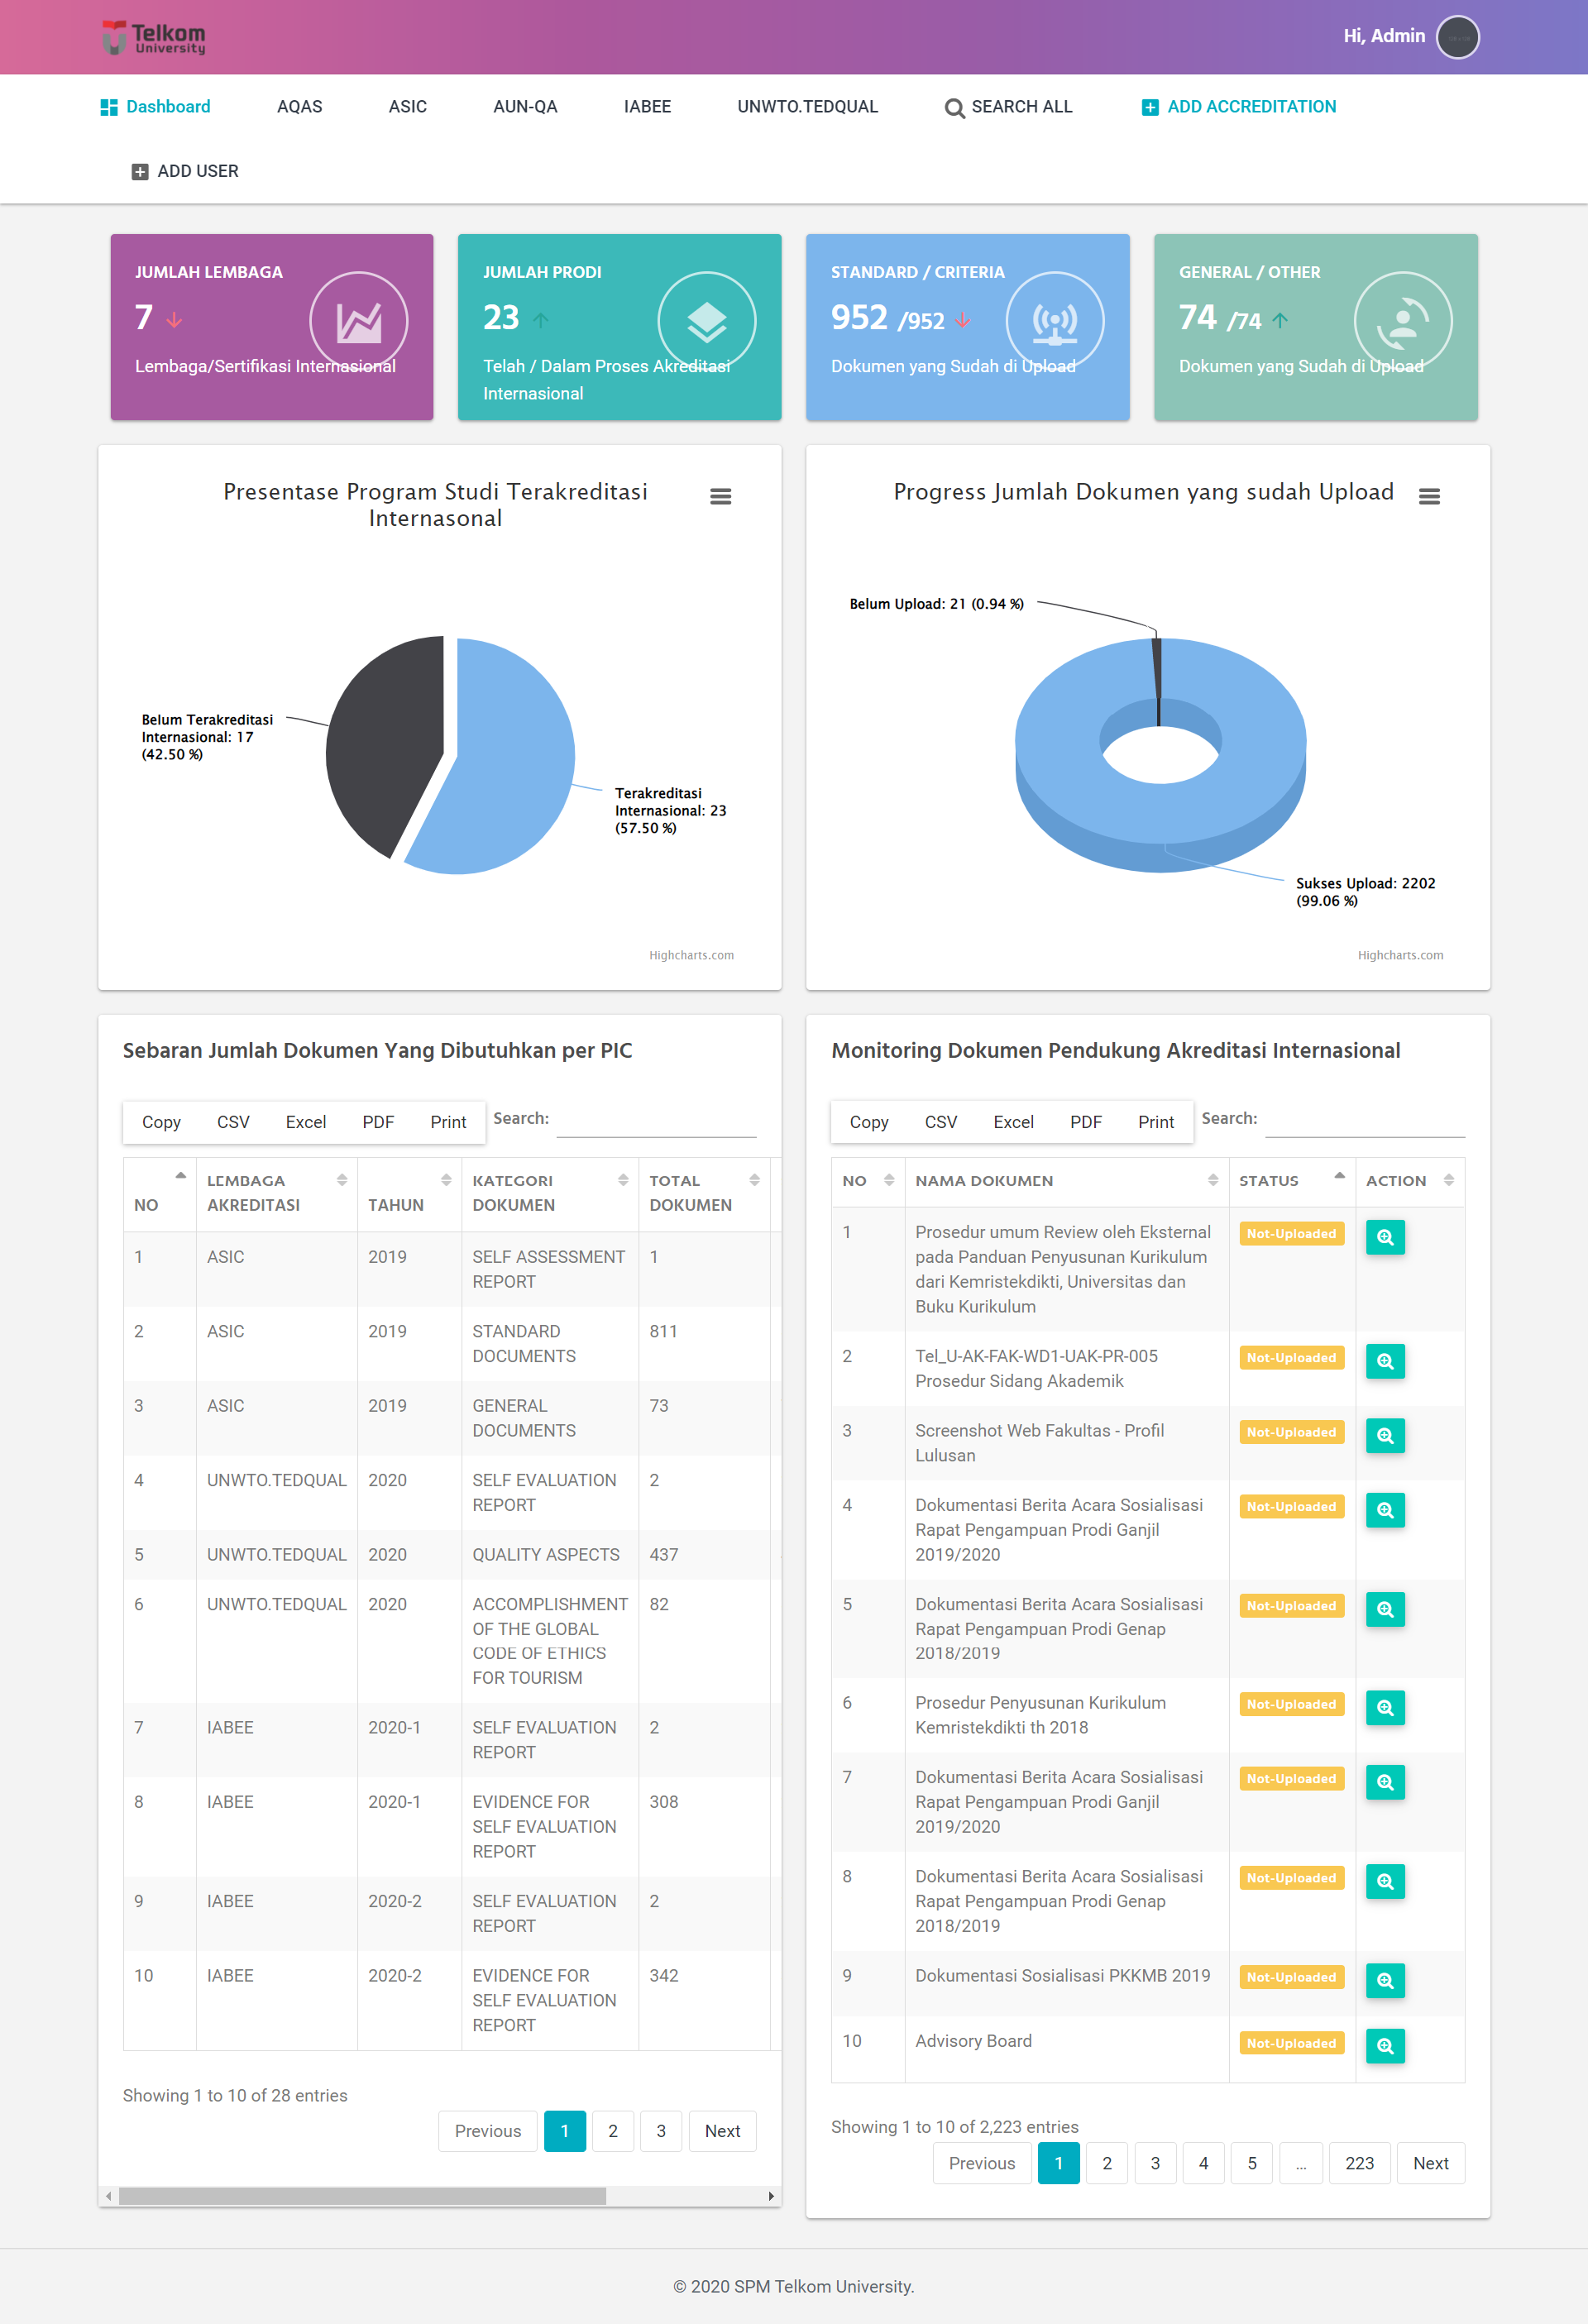 Telkom
University
Hi, Admin
Dashboard AQAS ASIC AUN-QA IABEE UNWTO.TEDQUAL SEARCH ALL ADD ACCREDITATION
ADD USER
JUMLAH LEMBAGA
7
Lembaga/Sertifikasi Internasional
JUMLAH PRODI
23
Telah / Dalam Proses Akreditasi
Internasional
STANDARD / CRITERIA
952 /952
Dokumen yang Sudah di Upload
GENERAL / OTHER
74 /74
Dokumen yang Sudah di Upload
Presentase Program Studi Terakreditasi
Internasonal
Belum Terakreditasi
Internasional: 17
(42.50 %)
Terakreditasi
Internasional: 23
(57.50 %)
Highcharts.com
Progress Jumlah Dokumen yang sudah Upload
Belum Upload: 21 (0.94 %)
Sukses Upload: 2202
(99.06 %)
Highcharts.com
Sebaran Jumlah Dokumen Yang Dibutuhkan per PIC
Copy CSV Excel PDF Print Search:
NO LEMBAGA AKREDITASI TAHUN KATEGORI DOKUMEN TOTAL DOKUMEN
1 ASIC 2019 SELF ASSESSMENT 1
REPORT
2 ASIC 2019 STANDARD 811
DOCUMENTS
3 ASIC 2019 GENERAL 73
DOCUMENTS
4 UNWTO.TEDQUAL 2020 SELF EVALUATION 2
REPORT
5 UNWTO.TEDQUAL 2020 QUALITY ASPECTS 437
6 UNWTO.TEDQUAL 2020 ACCOMPLISHMENT 82
OF THE GLOBAL
CODE OF ETHICS
FOR TOURISM
7 IABEE 2020-1 SELF EVALUATION 2
REPORT
8 IABEE 2020-1 EVIDENCE FOR 308
SELF EVALUATION
REPORT
9 IABEE 2020-2 SELF EVALUATION 2
REPORT
10 IABEE 2020-2 EVIDENCE FOR 342
SELF EVALUATION
REPORT
Showing 1 to 10 of 28 entries
Previous 1 2 3 Next
Monitoring Dokumen Pendukung Akreditasi Internasional
Copy CSV Excel PDF Print Search:
NO NAMA DOKUMEN STATUS ACTION
1 Prosedur umum Review oleh Eksternal Not-Uploaded
pada Panduan Penyusunan Kurikulum
dari Kemristekdikti, Universitas dan
Buku Kurikulum
2 Tel_U-AK-FAK-WD1-UAK-PR-005 Not-Uploaded
Prosedur Sidang Akademik
3 Screenshot Web Fakultas - Profil Not-Uploaded
Lulusan
4 Dokumentasi Berita Acara Sosialisasi Not-Uploaded
Rapat Pengampuan Prodi Ganjil
2019/2020
5 Dokumentasi Berita Acara Sosialisasi Not-Uploaded
Rapat Pengampuan Prodi Genap
2018/2019
6 Prosedur Penyusunan Kurikulum Not-Uploaded
Kemristekdikti th 2018
7 Dokumentasi Berita Acara Sosialisasi Not-Uploaded
Rapat Pengampuan Prodi Ganjil
2019/2020
8 Dokumentasi Berita Acara Sosialisasi Not-Uploaded
Rapat Pengampuan Prodi Genap
2018/2019
9 Dokumentasi Sosialisasi PKKMB 2019 Not-Uploaded
10 Advisory Board Not-Uploaded
Showing 1 to 10 of 2,223 entries
Previous 1 2 3 4 5 ... 223 Next
© 2020 SPM Telkom University.